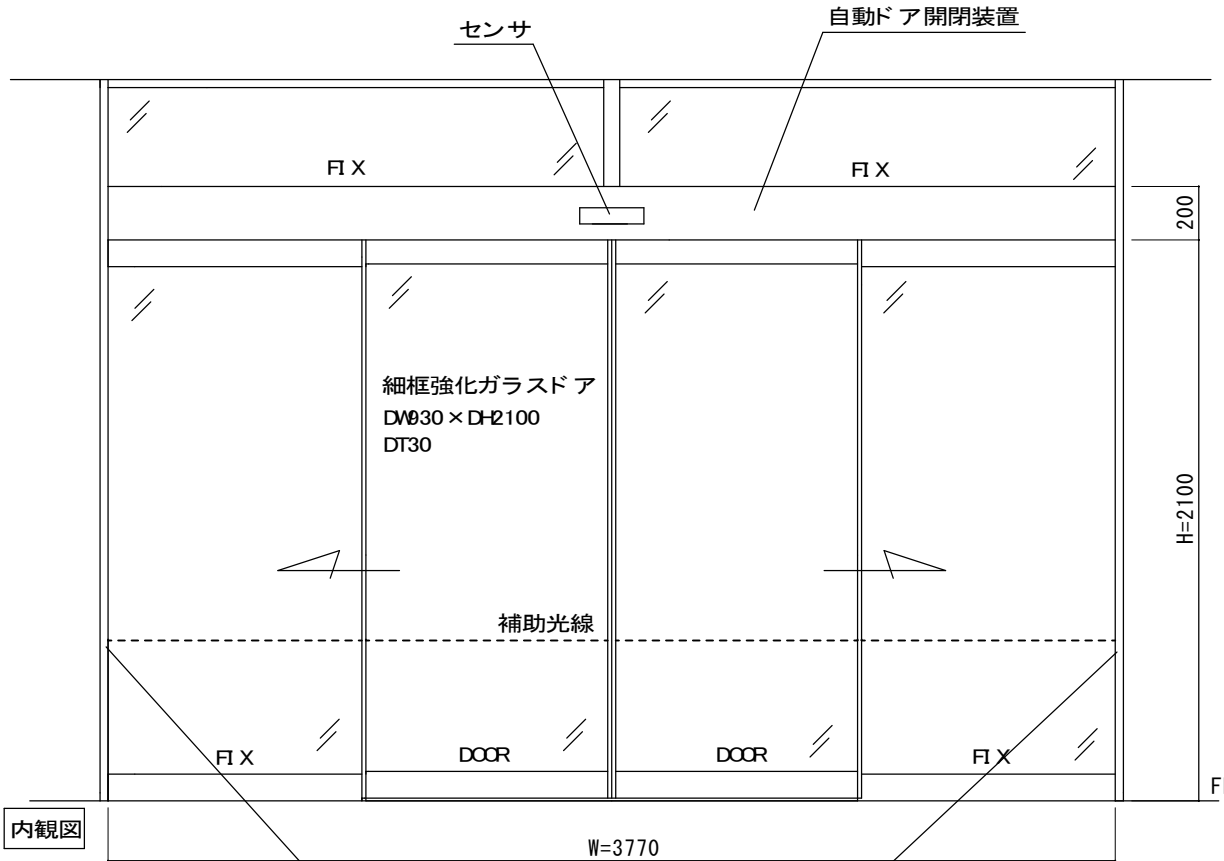 センサ
自動ドア開閉装置
FIX
FIX
200
細框強化ガラスドア
DW930×DH2100
DT30
H=2100
補助光線
FIX
DOOR
DOOR
FIX
内観図
W=3770